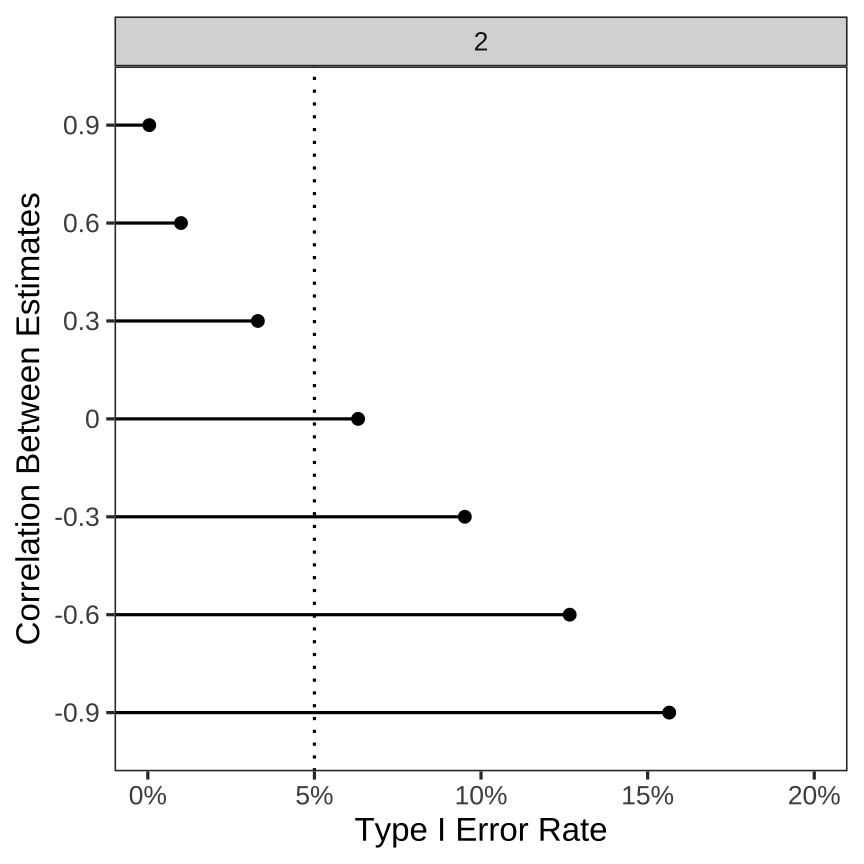 2
Correlation Between Estimates
0.9
0.6
0.3
0
-0.3
-0.6
-0.9
0% 5% 10% 15% 20%
Type I Error Rate